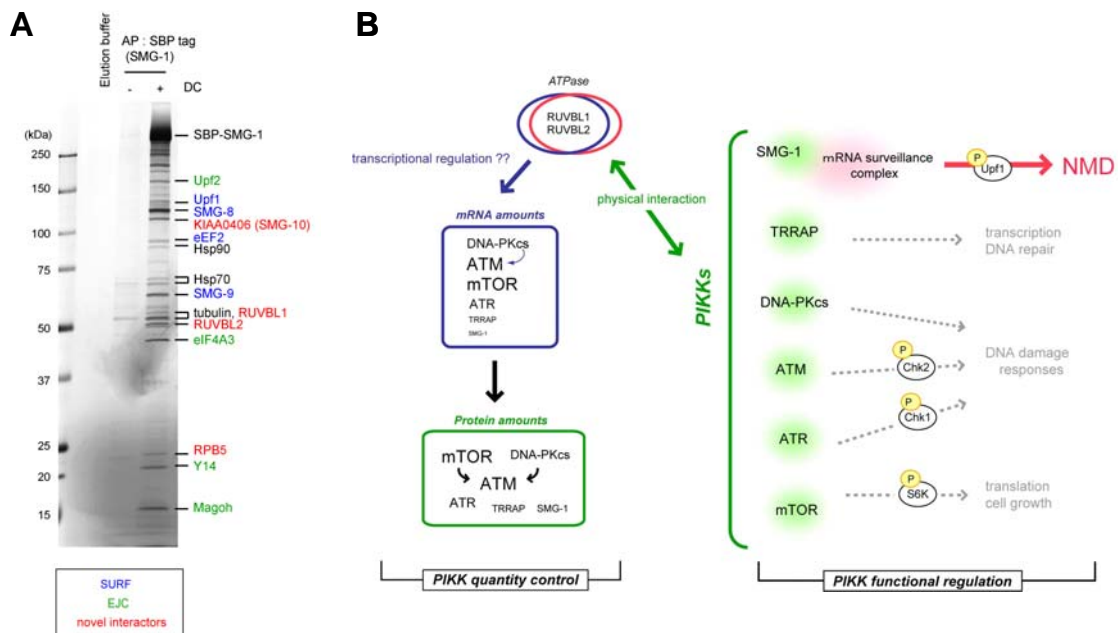 A
Elution buffer
AP : SBP tag
(SMG-1)
- + DC
(kDa)
250
150
100
75
50
37
25
20
15
SBP-SMG-1
Upf2
Upf1
SMG-8
KIAA0406 (SMG-10)
eEF2
Hsp90
Hsp70
SMG-9
tubulin, RUVBL1
RUVBL2
eIF4A3
RPB5
Y14
Magoh
SURF
EJC
novel interactors
B
ATPase
RUVBL1
RUVBL2
transcriptional regulation ??
physical interaction
mRNA amounts
DNA-PKcs
ATM
mTOR
ATR
TRRAP
SMG-1
Protein amounts
mTOR DNA-PKcs
ATM
ATR TRRAP SMG-1
PIKK quantity control
PIKKs
SMG-1
mRNA surveillance
complex
P
Upf1
NMD
TRRAP
transcription
DNA repair
DNA-PKcs
ATM
P
Chk2
DNA damage
responses
ATR
P
Chk1
mTOR
P
S6K
translation
cell growth
PIKK functional regulation